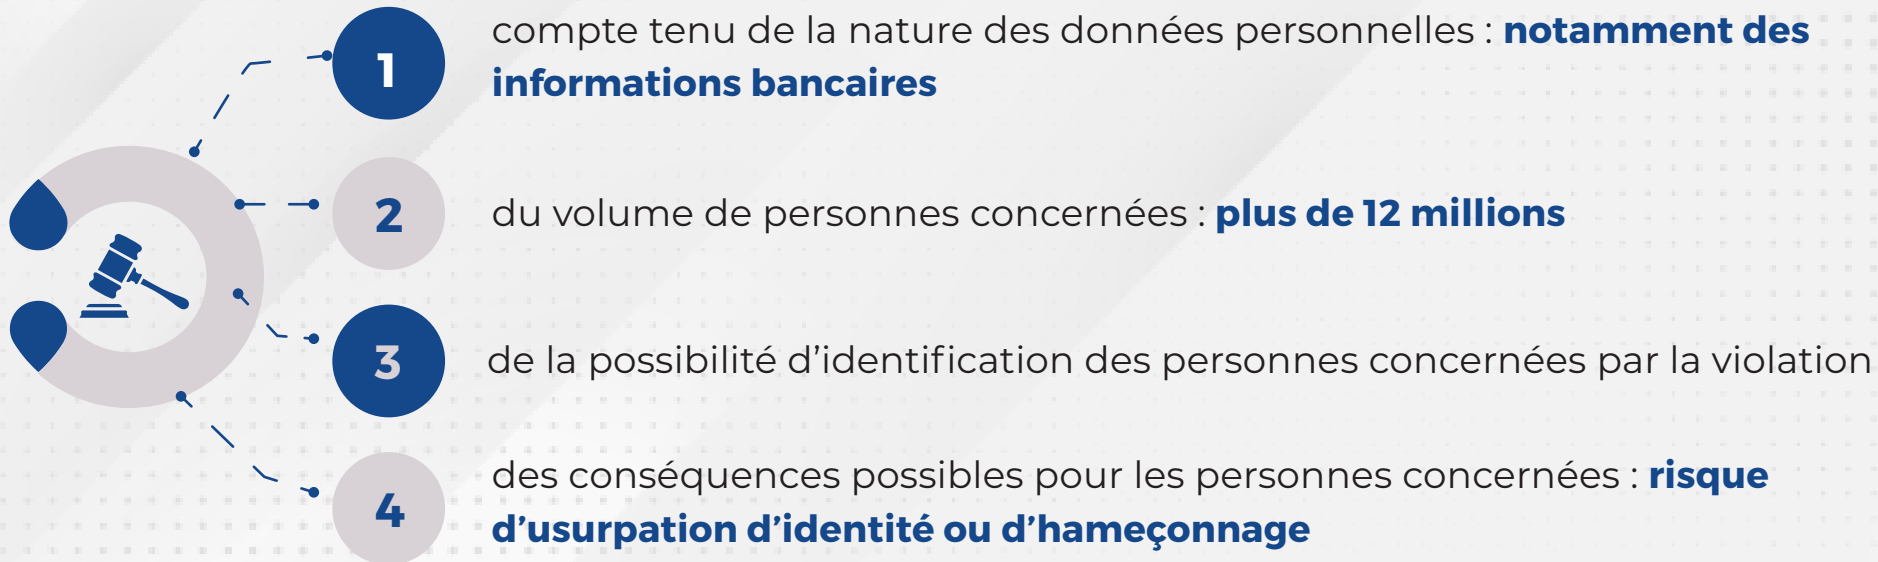 1
compte tenu de la nature des données personnelles : notamment des
informations bancaires
2
du volume de personnes concernées : plus de 12 millions
3
de la possibilité d’identification des personnes concernées par la violation
4
des conséquences possibles pour les personnes concernées : risque
d’usurpation d’identité ou d’hameçonnage